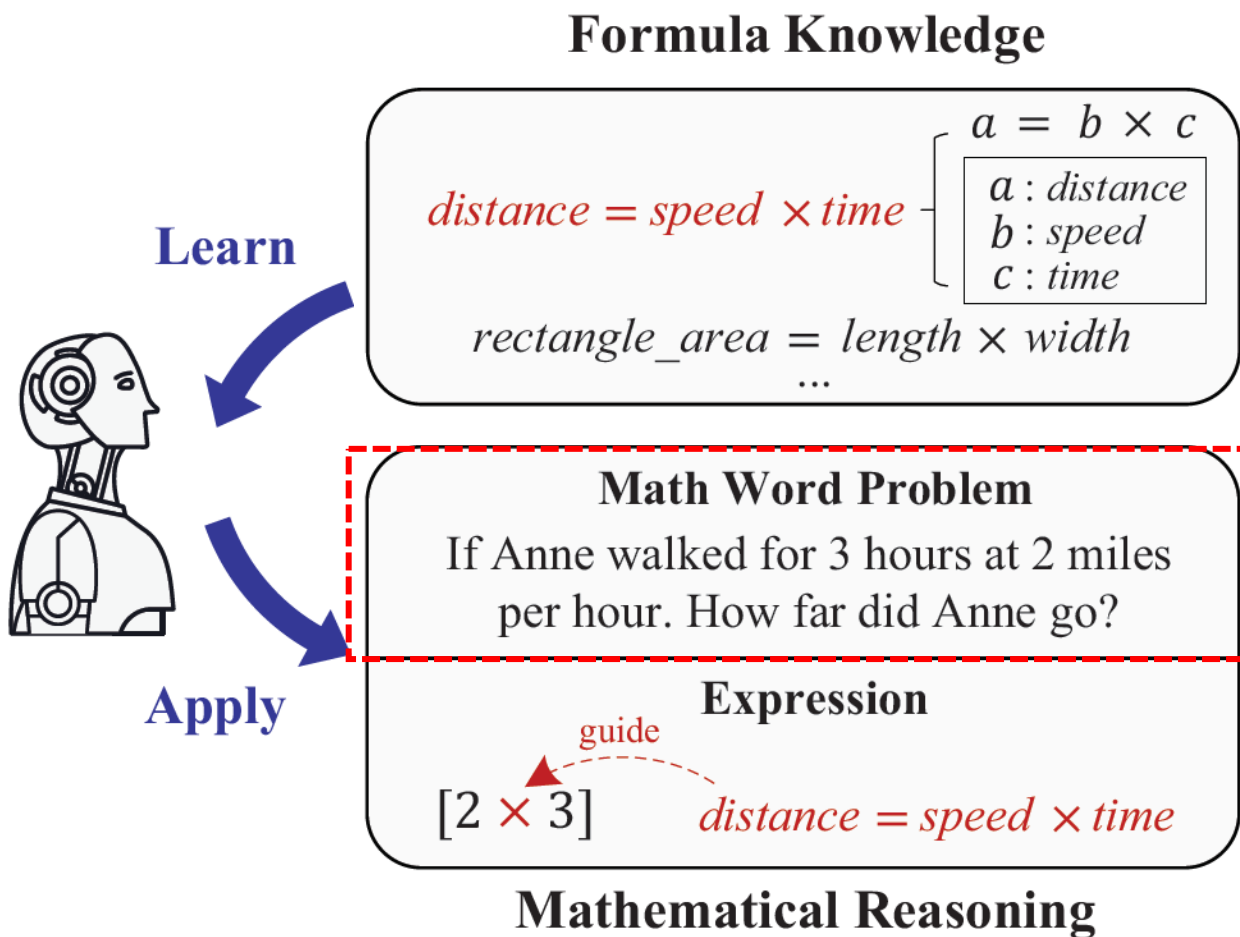 Formula Knowledge
a = b × c
distance = speed × time
a : distance
b : speed
c : time
Learn
rectangle_area = length × width
...
Math Word Problem
If Anne walked for 3 hours at 2 miles
per hour. How far did Anne go?
Apply
Expression
guide
[2 × 3]
distance = speed × time
Mathematical Reasoning